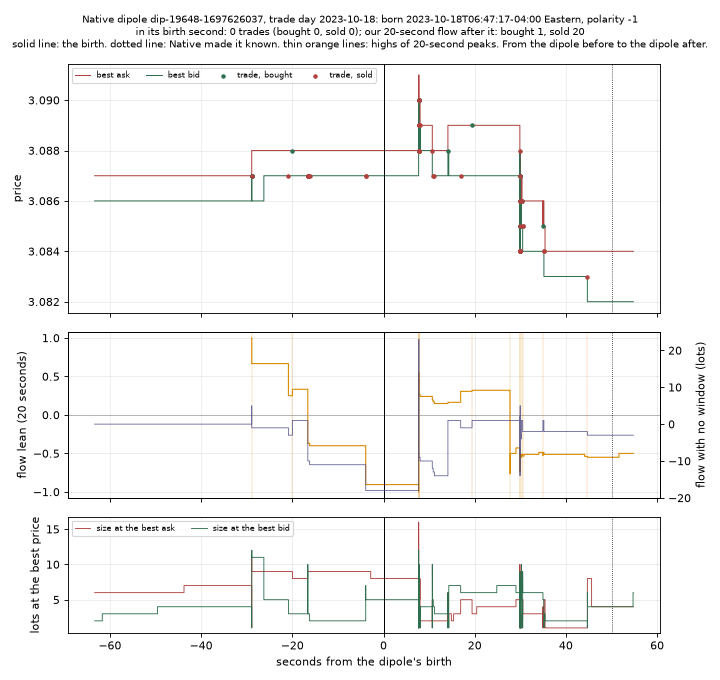 Native dipole dip-19648-1697626037, trade day 2023-10-18: born 2023-10-18T06:47:17-04:00 Eastern, polarity -1
in its birth second: 0 trades (bought 0, sold 0); our 20-second flow after it: bought 1, sold 20
solid line: the birth. dotted line: Native made it known. thin orange lines: highs of 20-second peaks. From the dipole before to the dipole after.
best ask
best bid
trade, bought
trade, sold
3.090
3.088
3.086
3.084
3.082
price
1.0
0.5
0.0
−0.5
−1.0
flow lean (20 seconds)
20
10
0
−10
−20
flow with no window (lots)
size at the best ask
size at the best bid
15
10
5
lots at the best price
−60
−40
−20
0
20
40
60
seconds from the dipole's birth